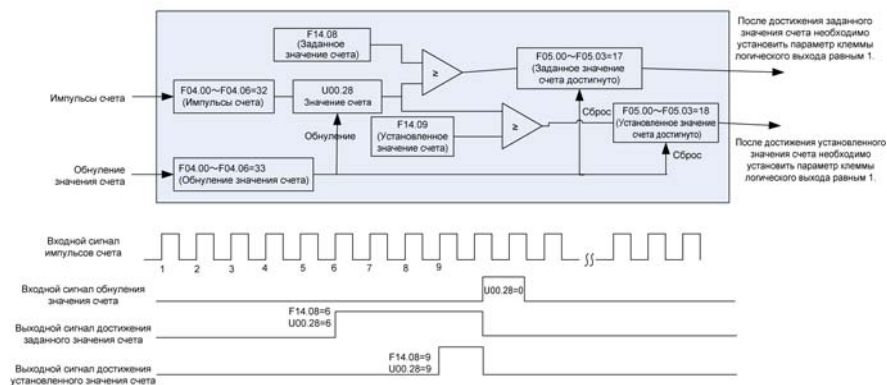 F14.08
(Заданное
значение счета)
После достижения заданного
значения счета необходимо
установить параметр клеммы
логического выхода равным 1.
≥
F05.00~F05.03=17
(Заданное значение
счета достигнуто)
Импульсы счета
F04.00~F04.06=32
(Импульсы счета)
U00.28
Значение счета
Обнуление
F14.09
(Установленное
значение счета)
≥
Сброс
F05.00~F05.03=18
(Установленное значение
счета достигнуто)
Сброс
Обнуление
значения счета
F04.00~F04.06=33
(Обнуление значения счета)
После достижения установленного
значения счета необходимо
установить параметр клеммы
логического выхода равным 1.
Входной сигнал
импульсов счета
1 2 3 4 5 6 7 8 9
Входной сигнал обнуления
значения счета
U00.28=0
Выходной сигнал достижения
заданного значения счета
F14.08=6
U00.28=6
Выходной сигнал достижения
установленного значения счета
F14.08=9
U00.28=9